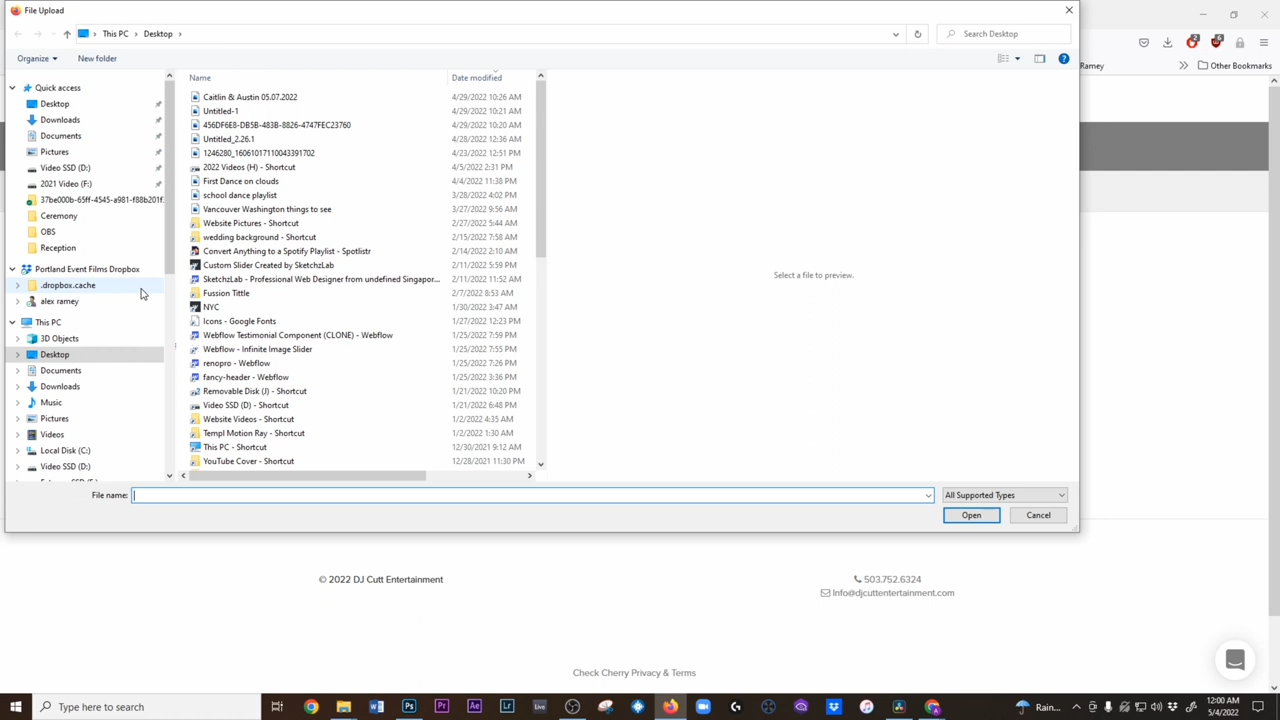 File Upload
This PC
Desktop
Search Desktop
Organize
New folder
Ramey
Other Bookmarks
Quick access
Desktop
Downloads
Documents
Pictures
Video SSD (D:)
2021 Video (F:)
37be000b-65ff-4545-a981-f88b201f
Ceremony
OBS
Reception
Portland Event Films Dropbox
.dropbox.cache
alex ramey
This PC
3D Objects
Desktop
Documents
Downloads
Music
Pictures
Videos
Local Disk (C:)
Video SSD (D:)
Name
Date modified
Caitlin & Austin 05.07.2022 4/29/2022 10:26 AM
Untitled-1 4/29/2022 10:21 AM
456DF6E8-DB5B-483B-8826-4747FEC23760 4/29/2022 10:20 AM
Untitled_2.26.1 4/28/2022 12:36 AM
1246280_16061017110043391702 4/23/2022 12:51 PM
2022 Videos (H) - Shortcut 4/5/2022 2:31 PM
First Dance on clouds 4/4/2022 11:38 PM
school dance playlist 3/28/2022 4:02 PM
Vancouver Washington things to see 3/27/2022 9:56 AM
Website Pictures - Shortcut 2/27/2022 5:44 AM
wedding background - Shortcut 2/15/2022 7:58 AM
Convert Anything to a Spotify Playlist - Spotlistr 2/14/2022 2:10 AM
Custom Slider Created by SketchzLab 2/11/2022 5:59 PM
SketchzLab - Professional Web Designer from undefined Singapor... 2/11/2022 11:52 AM
Fussion Tittle 2/7/2022 8:53 AM
NYC 1/30/2022 3:47 AM
Icons - Google Fonts 1/27/2022 12:23 PM
Webflow Testimonial Component (CLONE) - Webflow 1/25/2022 7:59 PM
Webflow - Infinite Image Slider 1/25/2022 7:55 PM
renopro - Webflow 1/25/2022 7:26 PM
fancy-header - Webflow 1/25/2022 3:36 PM
Removable Disk (J) - Shortcut 1/21/2022 10:20 PM
Video SSD (D) - Shortcut 1/21/2022 6:48 PM
Website Videos - Shortcut 1/2/2022 4:35 AM
Templ Motion Ray - Shortcut 1/2/2022 1:30 AM
This PC - Shortcut 12/30/2021 9:12 AM
YouTube Cover - Shortcut 12/28/2021 11:30 PM
Select a file to preview.
File name:
All Supported Types
Open
Cancel
© 2022 DJ Cutt Entertainment
503.752.6324
Info@djcuttentertainment.com
Check Cherry Privacy & Terms
Type here to search
Rain...
12:00 AM
5/4/2022